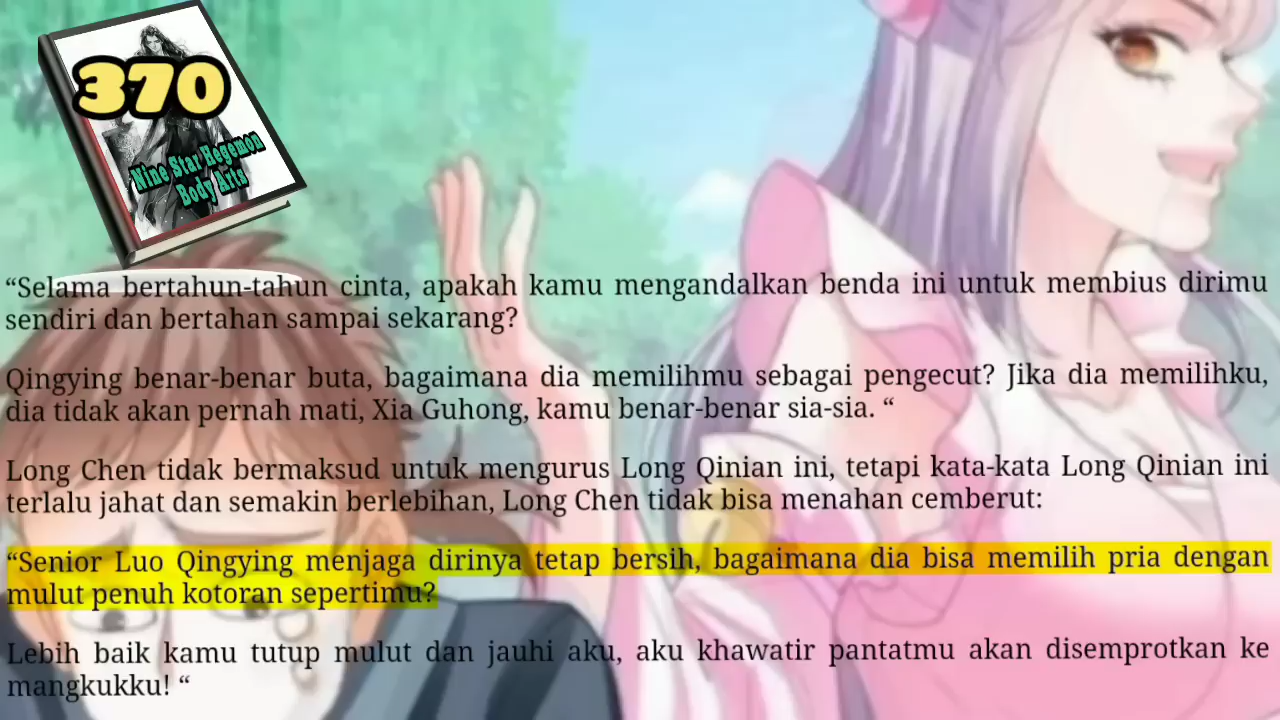 370
Nine Star Hegemon
Body Arts
“Selama bertahun-tahun cinta, apakah kamu mengandalkan benda ini untuk membius dirimu
sendiri dan bertahan sampai sekarang?
Qingying benar-benar buta, bagaimana dia memilihmu sebagai pengecut? Jika dia memilihku,
dia tidak akan pernah mati, Xia Guhong, kamu benar-benar sia-sia. “
Long Chen tidak bermaksud untuk mengurus Long Qinian ini, tetapi kata-kata Long Qinian ini
terlalu jahat dan semakin berlebihan, Long Chen tidak bisa menahan cemberut:
“Senior Luo Qingying menjaga dirinya tetap bersih, bagaimana dia bisa memilih pria dengan
mulut penuh kotoran sepertimu?
Lebih baik kamu tutup mulut dan jauhi aku, aku khawatir pantatmu akan disemprotkan ke
mangkukku! “